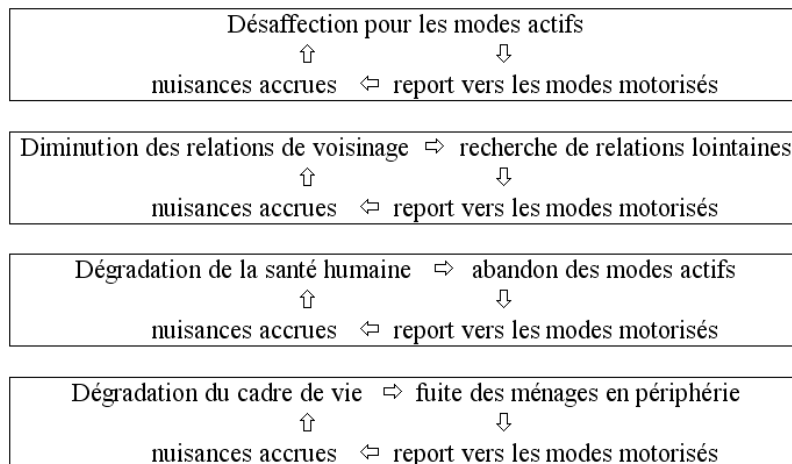 Désaffection pour les modes actifs
⇧ ⇩
nuisances accrues ⇦ report vers les modes motorisés
Diminution des relations de voisinage ⇨ recherche de relations lointaines
⇧ ⇩
nuisances accrues ⇦ report vers les modes motorisés
Dégradation de la santé humaine ⇨ abandon des modes actifs
⇧ ⇩
nuisances accrues ⇦ report vers les modes motorisés
Dégradation du cadre de vie ⇨ fuite des ménages en périphérie
⇧ ⇩
nuisances accrues ⇦ report vers les modes motorisés